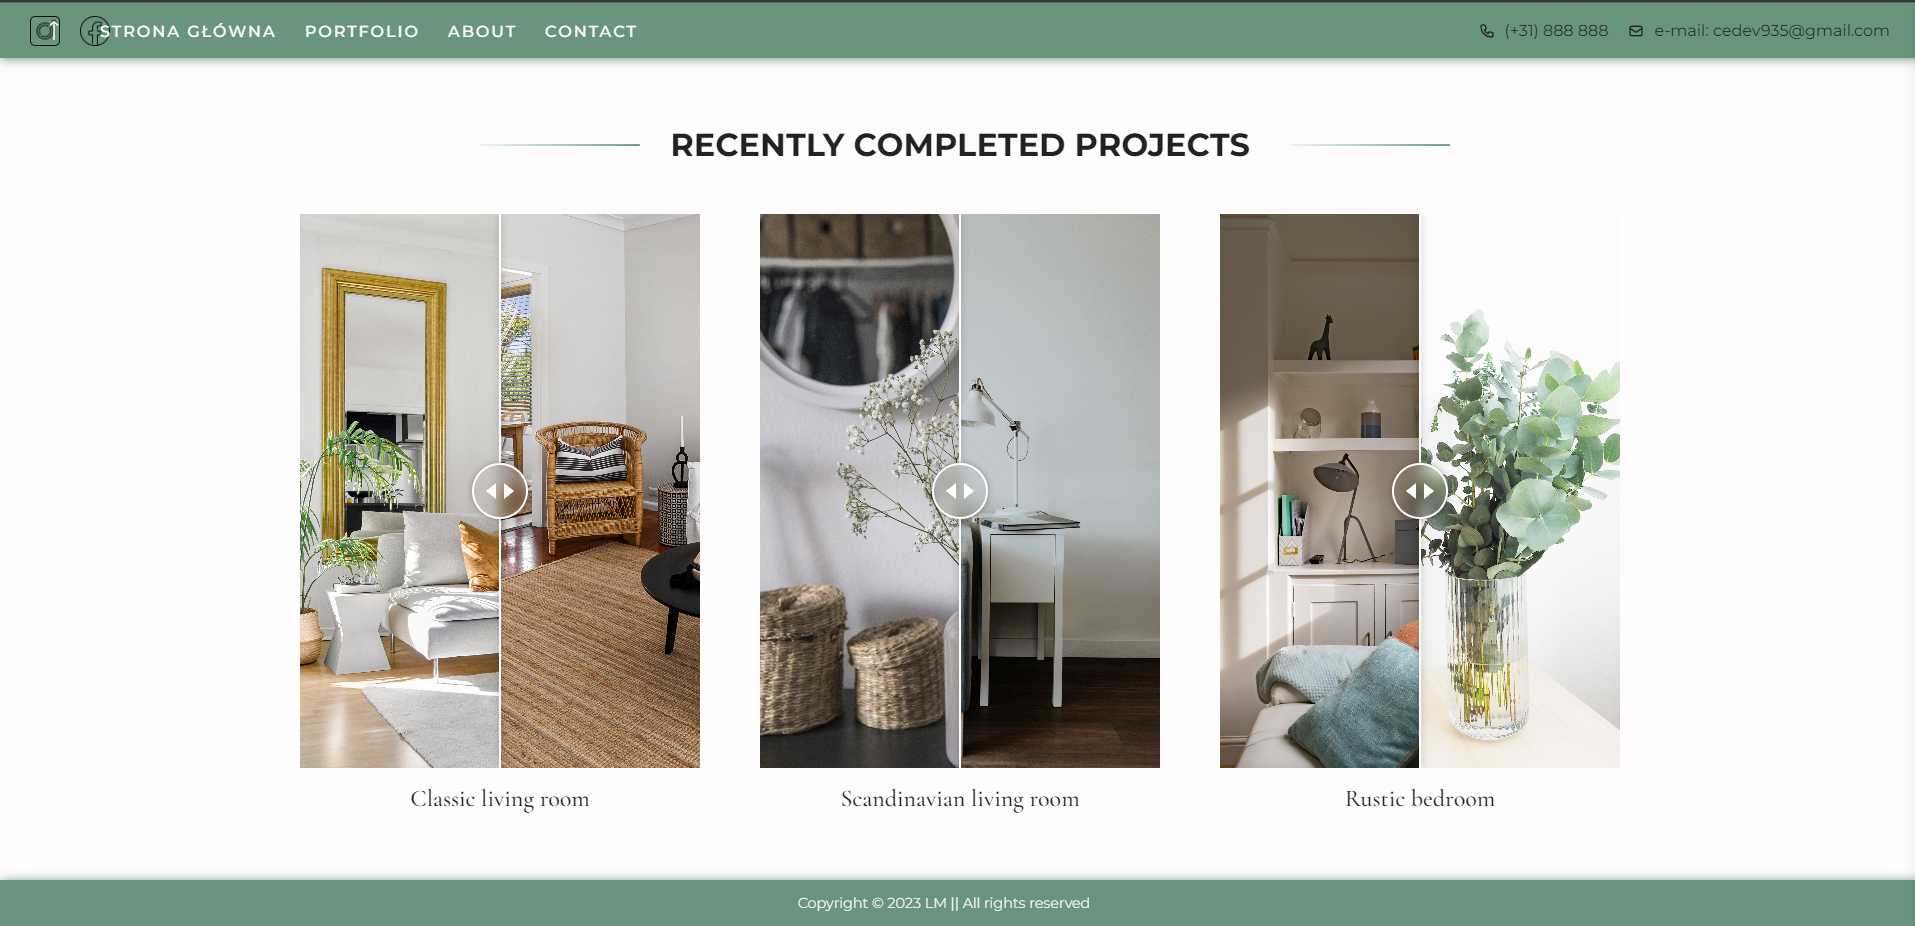 STRONA GŁÓWNA PORTFOLIO ABOUT CONTACT (+31) 888 888 e-mail: cedev935@gmail.com
RECENTLY COMPLETED PROJECTS
Classic living room
Scandinavian living room
Rustic bedroom
Copyright © 2023 LM || All rights reserved